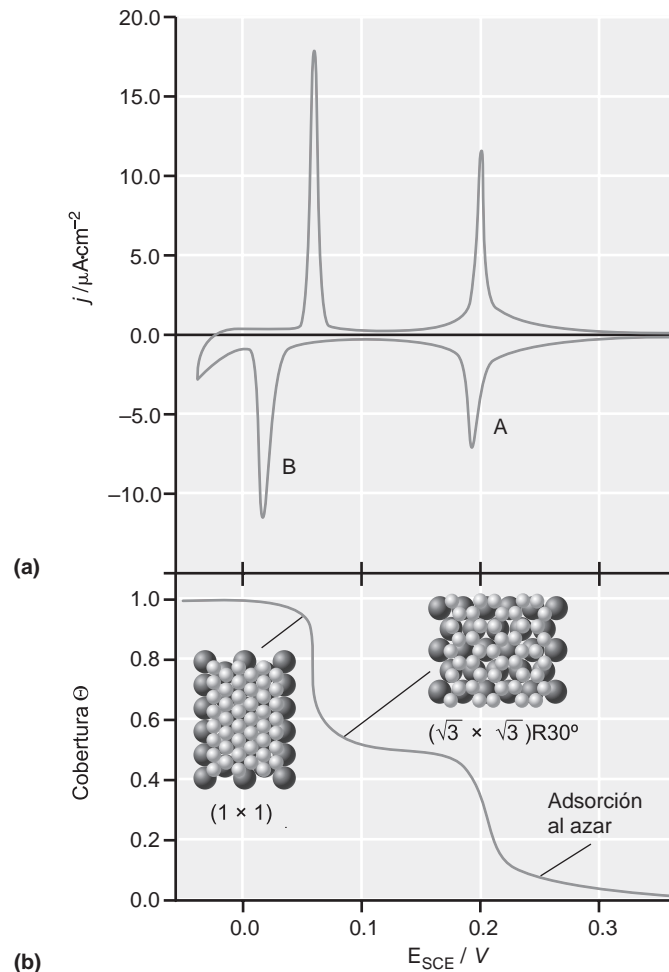 20.0
15.0
10.0
5.0
0.0
−5.0
−10.0
j /µA·cm−2
A
B
(a)
1.0
0.8
0.6
0.4
0.2
0.0
Cobertura Θ
(√3 × √3)R30º
(1 × 1)
Adsorción
al azar
0.0 0.1 0.2 0.3
ESCE / V
(b)